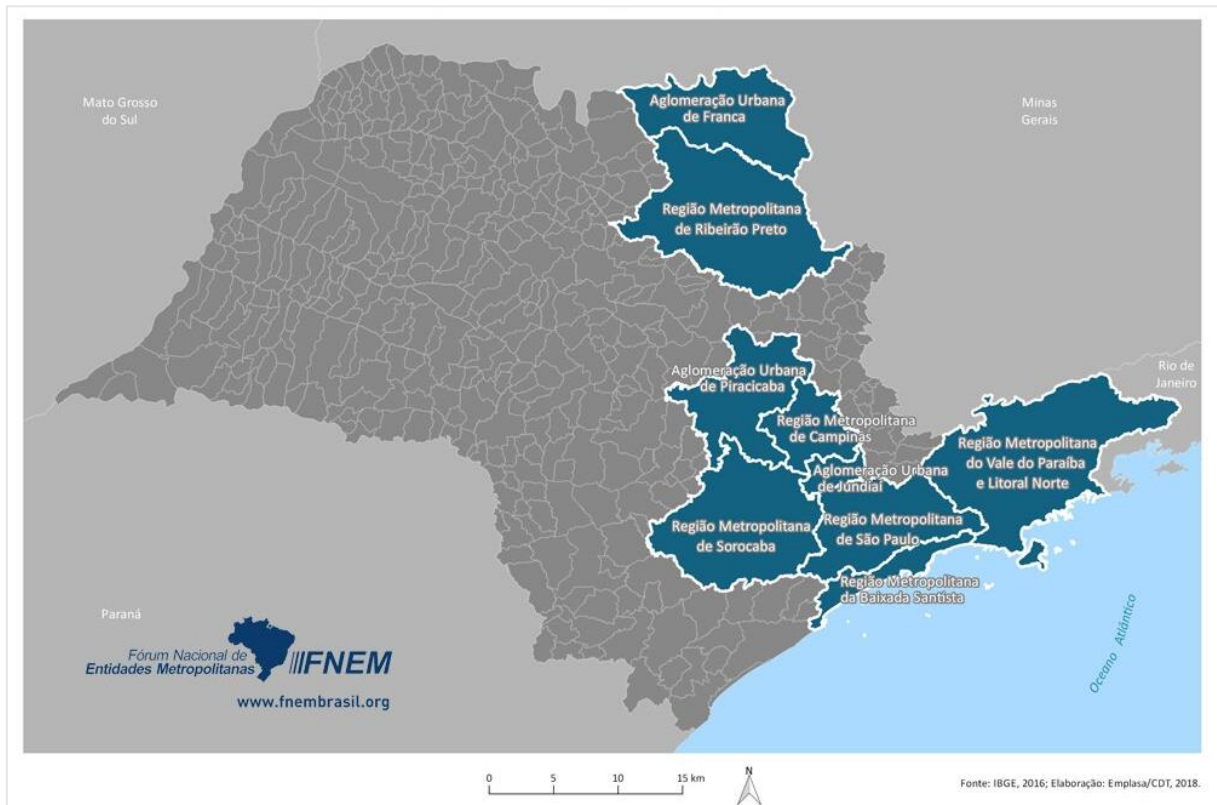 Mato Grosso
do Sul
Minas
Gerais
Aglomeração Urbana
de Franca
Região Metropolitana
de Ribeirão Preto
Aglomeração Urbana
de Piracicaba
Região Metropolitana
de Campinas
Rio de
Janeiro
Região Metropolitana
do Vale do Paraíba
e Litoral Norte
Aglomeração Urbana
de Jundiaí
Região Metropolitana
de São Paulo
Região Metropolitana
de Sorocaba
Região Metropolitana
da Baixada Santista
Paraná
Oceano Atlântico
Fórum Nacional de
Entidades Metropolitanas
FNEM
www.fnembrasil.org
0 5 10 15 km
N
Fonte: IBGE, 2016; Elaboração: Emplasa/CDT, 2018.